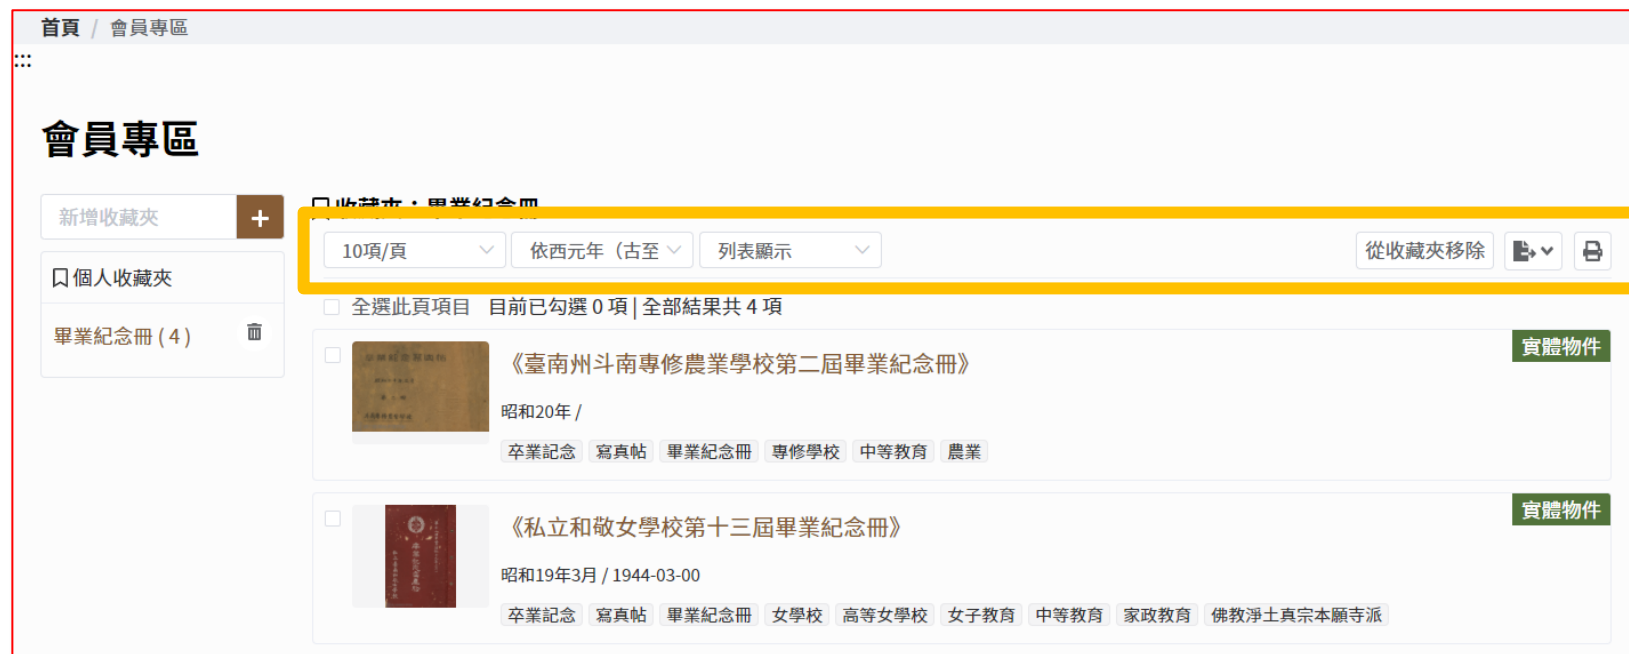 首頁 / 會員專區
:::
會員專區
新增收藏夾 +
個人收藏夾
畢業紀念冊 ( 4 )
收藏夾：畢業紀念冊
10項/頁 依西元年（古至 列表顯示 從收藏夾移除
全選此頁項目 目前已勾選 0 項 | 全部結果共 4 項
《臺南州斗南專修農業學校第二屆畢業紀念冊》 實體物件
昭和20年 /
卒業記念 寫真帖 畢業紀念冊 專修學校 中等教育 農業
《私立和敬女學校第十三屆畢業紀念冊》 實體物件
昭和19年3月 / 1944-03-00
卒業記念 寫真帖 畢業紀念冊 女學校 高等女學校 女子教育 中等教育 家政教育 佛教淨土真宗本願寺派